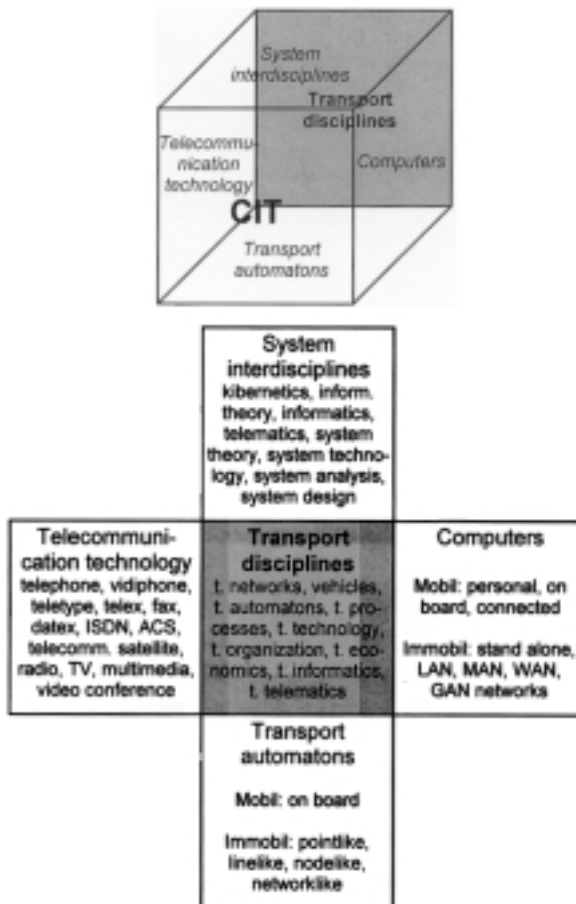 System
interdisciplines
Transport
disciplines
Telecommu-
nication
technology
Computers
CIT
Transport
automatons
System
interdisciplines
kibernetics, inform.
theory, informatics,
telematics, system
theory, system techno-
logy, system analysis,
system design
Telecommuni-
cation technology
telephone, vidiphone,
teletype, telex, fax,
datex, ISDN, ACS,
telecomm. satellite,
radio, TV, multimedia,
video conference
Transport
disciplines
t. networks, vehicles,
t. automatons, t. pro-
cesses, t. technology,
t. organization, t. eco-
nomics, t. informatics,
t. telematics
Computers
Mobil: personal, on
board, connected
Immobil: stand alone,
LAN, MAN, WAN,
GAN networks
Transport
automatons
Mobil: on board
Immobil: pointlike,
linelike, nodelike,
networklike